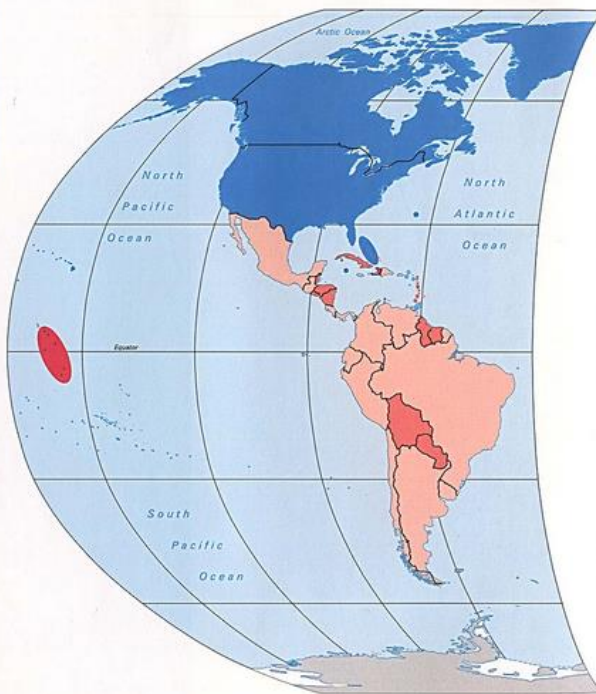 Arctic Ocean
North
Pacific
Ocean
North
Atlantic
Ocean
Equator
South
Pacific
Ocean